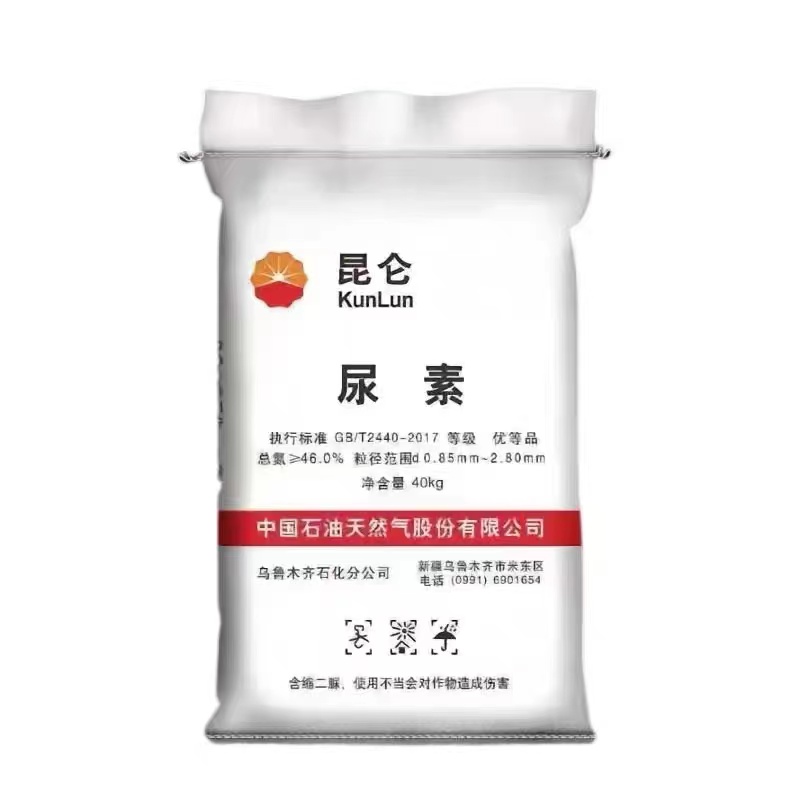 昆仑
KunLun
尿素
执行标准 GB/T2440-2017 等级 优等品
总氮≥46.0% 粒径范围d0.85mm~2.80mm
净含量 40kg
中国石油天然气股份有限公司
乌鲁木齐石化分公司
新疆乌鲁木齐市米东区
电话 (0991) 6901654
含缩二脲、使用不当会对作物造成伤害